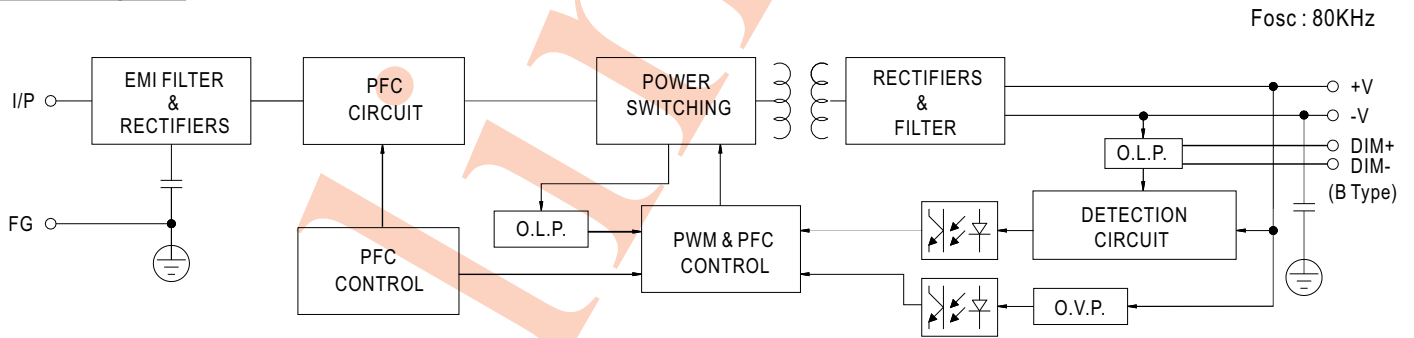 Fosc : 80KHz
I/P
EMI FILTER
&
RECTIFIERS
PFC
CIRCUIT
POWER
SWITCHING
RECTIFIERS
&
FILTER
+V
-V
O.L.P.
DIM+
DIM-
(B Type)
FG
O.L.P.
PFC
CONTROL
PWM & PFC
CONTROL
DETECTION
CIRCUIT
O.V.P.